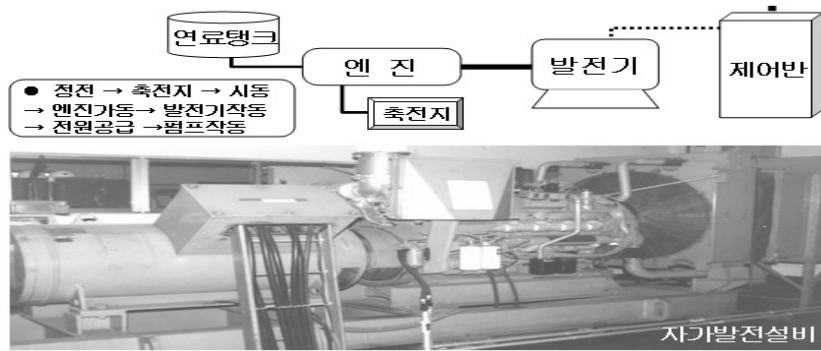 연료탱크
엔 진
발전기
제어반
축전지
● 정전 → 축전지 → 시동
→ 엔진가동→ 발전기작동
→ 전원공급 →펌프작동
자가발전설비